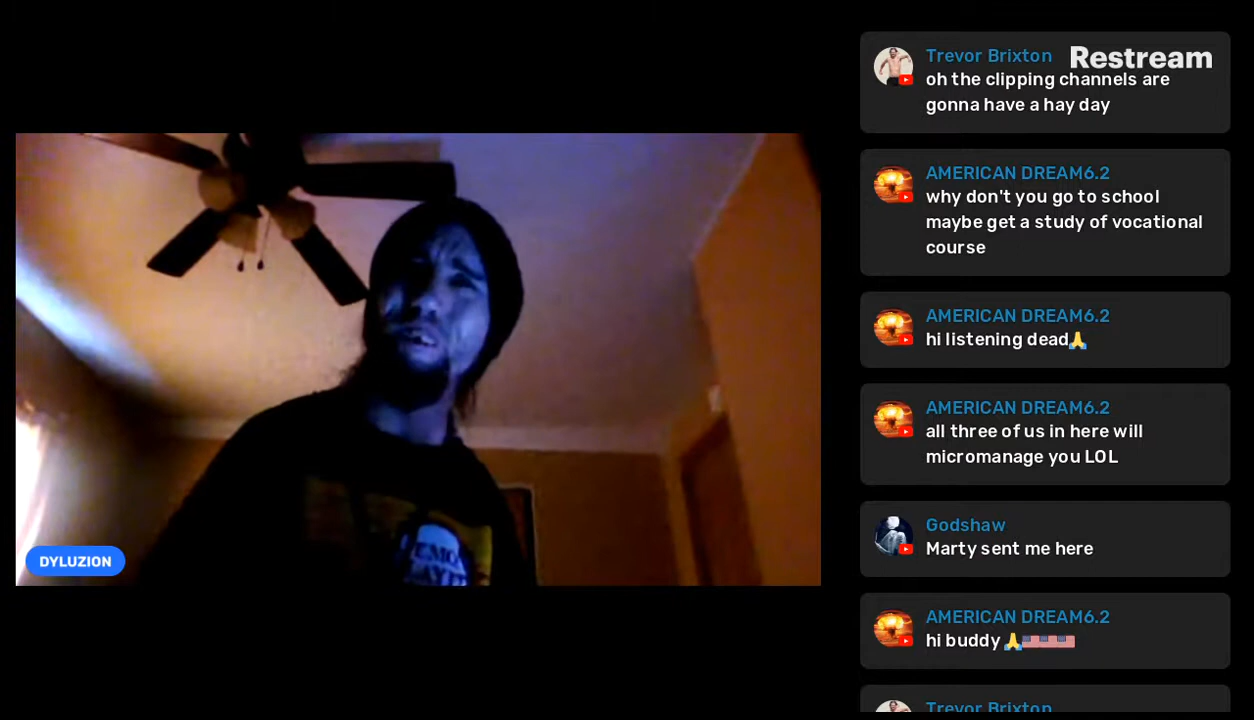 Restream
Trevor Brixton
oh the clipping channels are
gonna have a hay day
AMERICAN DREAM6.2
why don't you go to school
maybe get a study of vocational
course
AMERICAN DREAM6.2
hi listening dead🙏
AMERICAN DREAM6.2
all three of us in here will
micromanage you LOL
Godshaw
Marty sent me here
AMERICAN DREAM6.2
hi buddy 🙏🇺🇸🇺🇸🇺🇸
Trevor Brixton
DYLUZION